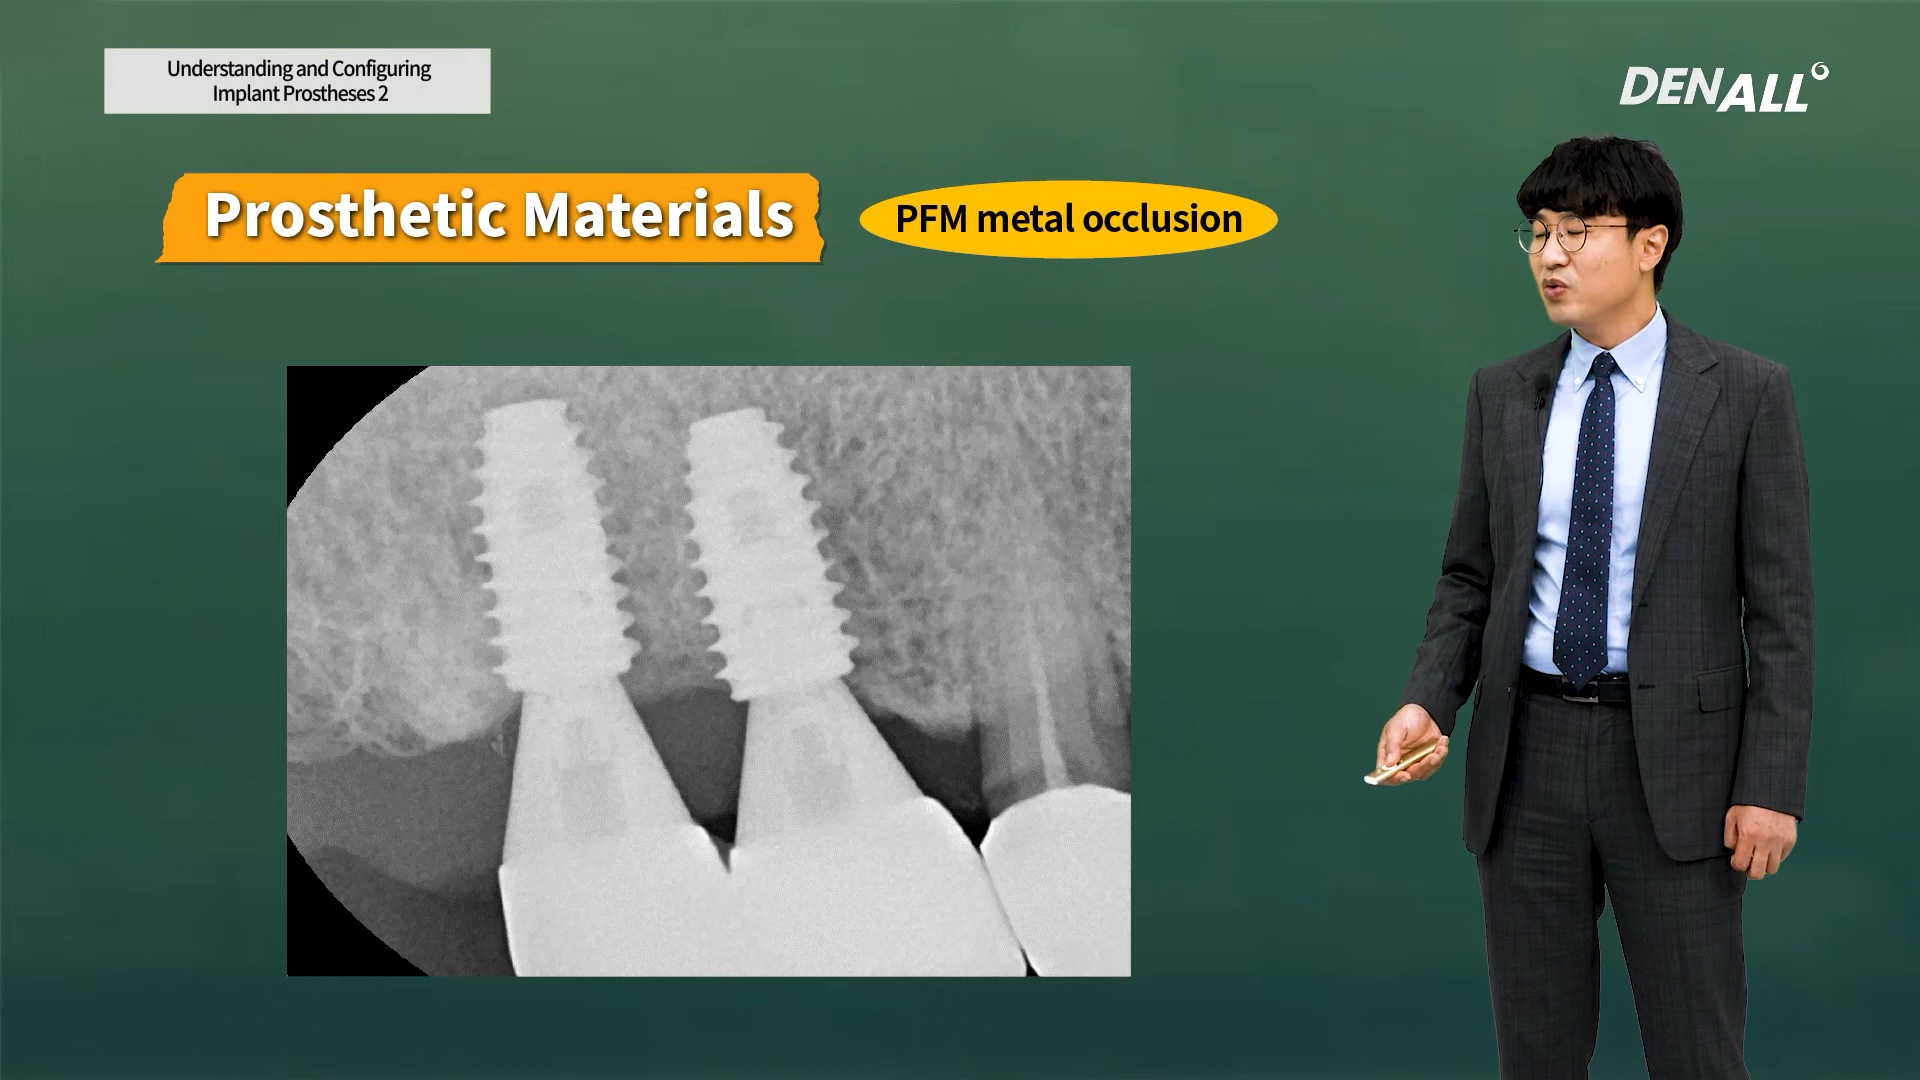 Understanding and Configuring
Implant Prostheses 2
DENALL
Prosthetic Materials
PFM metal occlusion